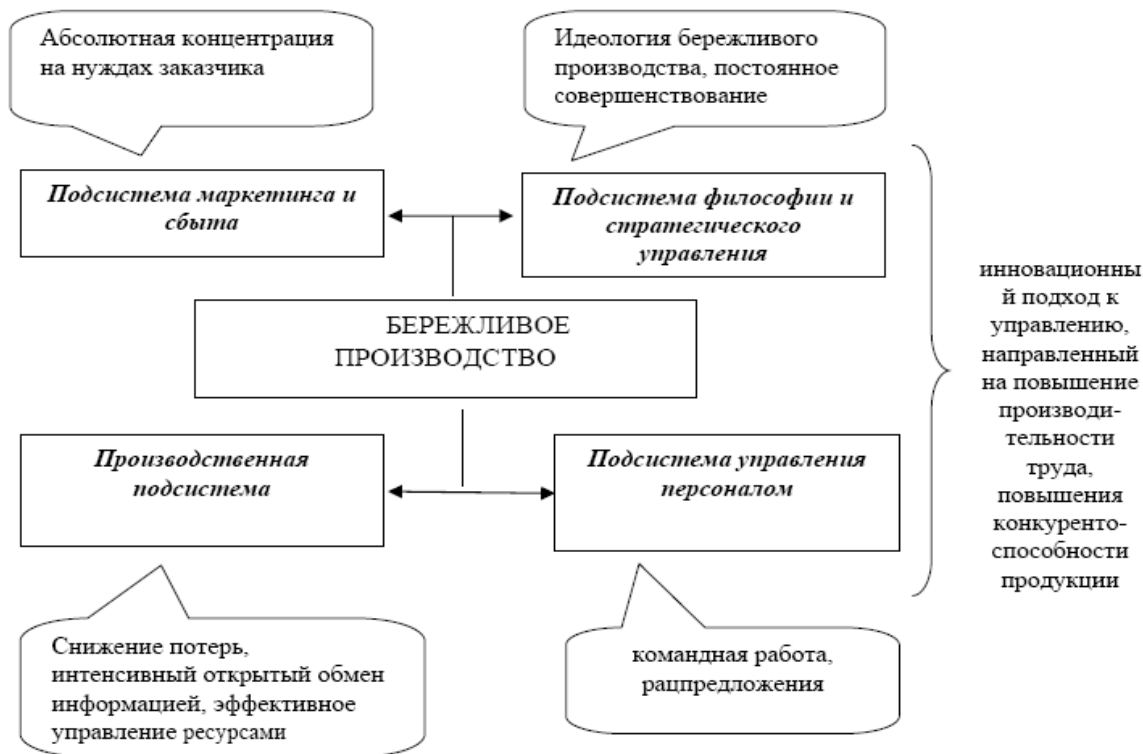 Абсолютная концентрация
на нуждах заказчика
Идеология бережливого
производства, постоянное
совершенствование
Подсистема маркетинга и
сбыта
Подсистема философии и
стратегического
управления
БЕРЕЖЛИВОЕ
ПРОИЗВОДСТВО
Производственная
подсистема
Подсистема управления
персоналом
Снижение потерь,
интенсивный открытый обмен
информацией, эффективное
управление ресурсами
командная работа,
рацпредложения
инновационны
й подход к
управлению,
направленный
на повышение
производи-
тельности
труда,
повышения
конкуренто-
способности
продукции